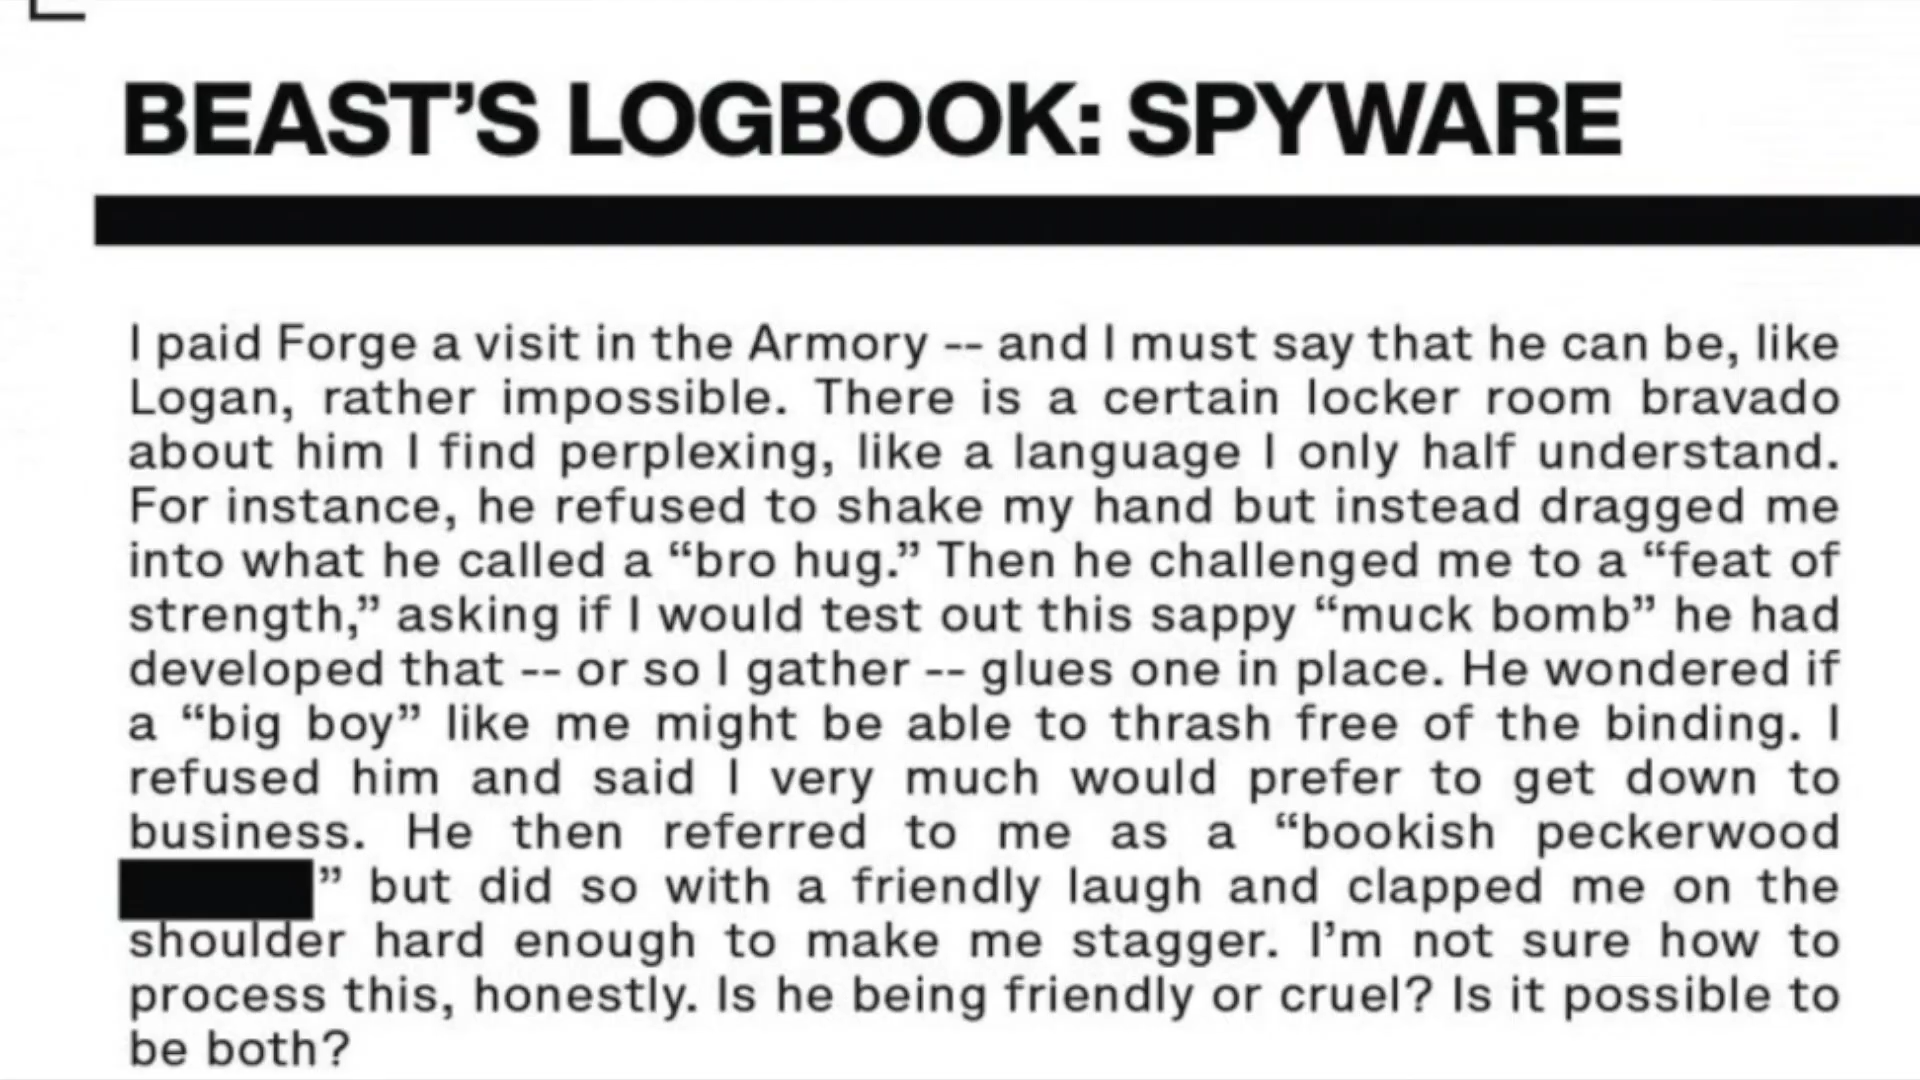 BEAST’S LOGBOOK: SPYWARE
I paid Forge a visit in the Armory -- and I must say that he can be, like
Logan, rather impossible. There is a certain locker room bravado
about him I find perplexing, like a language I only half understand.
For instance, he refused to shake my hand but instead dragged me
into what he called a “bro hug.” Then he challenged me to a “feat of
strength,” asking if I would test out this sappy “muck bomb” he had
developed that -- or so I gather -- glues one in place. He wondered if
a “big boy” like me might be able to thrash free of the binding. I
refused him and said I very much would prefer to get down to
business. He then referred to me as a “bookish peckerwood
” but did so with a friendly laugh and clapped me on the
shoulder hard enough to make me stagger. I’m not sure how to
process this, honestly. Is he being friendly or cruel? Is it possible to
be both?